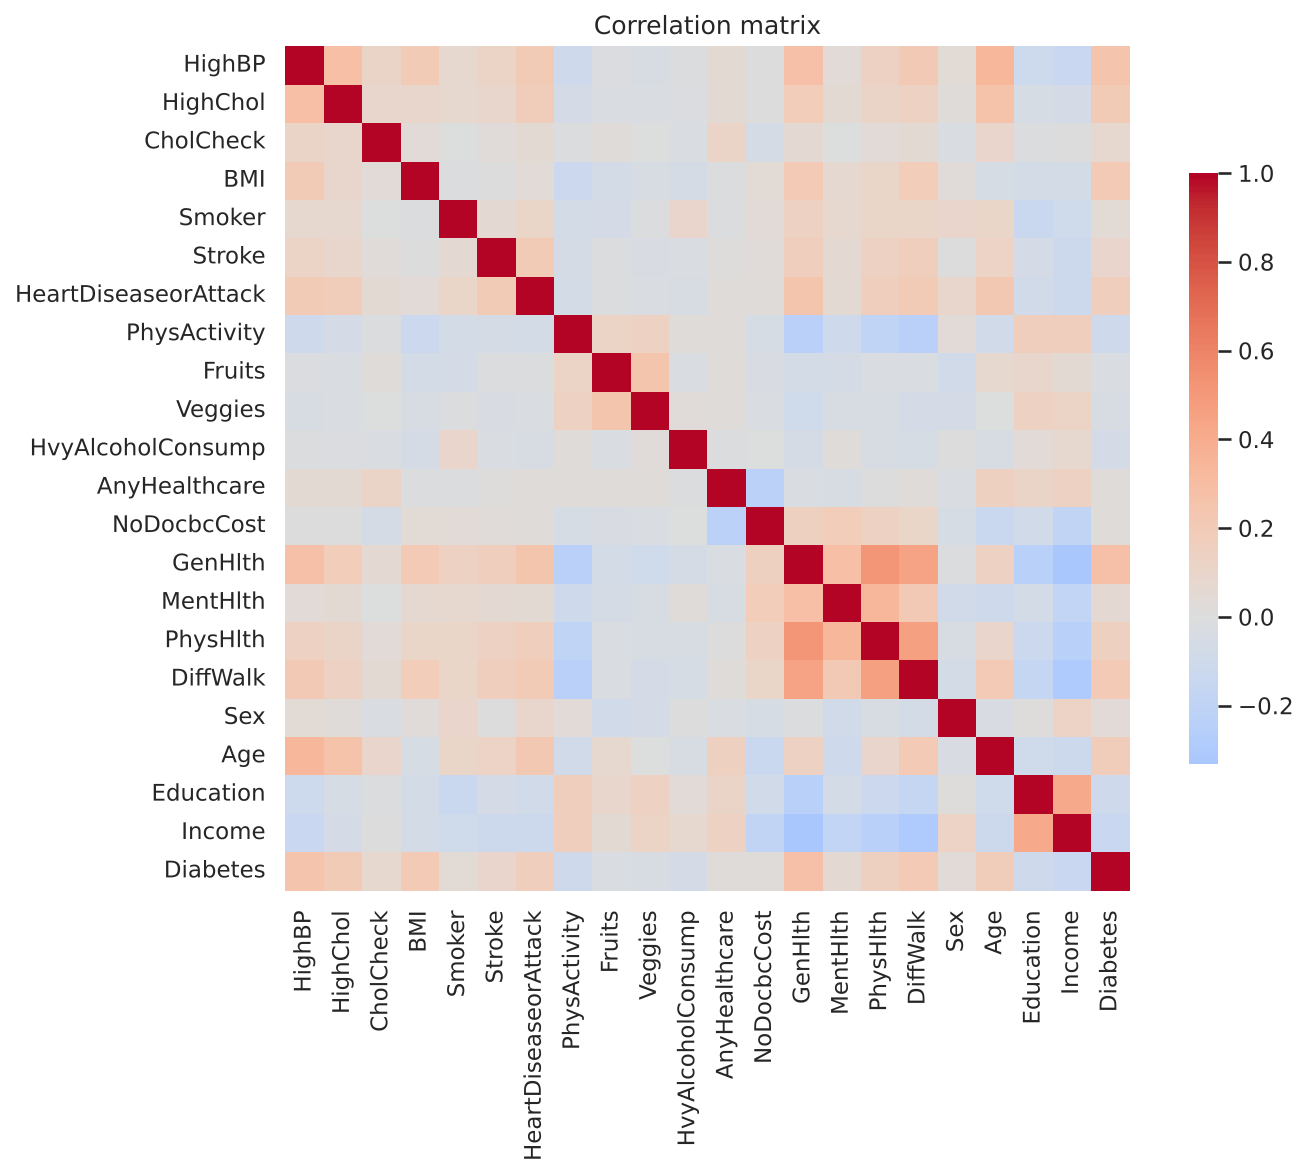 Correlation matrix
HighBP
HighChol
CholCheck
BMI
Smoker
Stroke
HeartDiseaseorAttack
PhysActivity
Fruits
Veggies
HvyAlcoholConsump
AnyHealthcare
NoDocbcCost
GenHlth
MentHlth
PhysHlth
DiffWalk
Sex
Age
Education
Income
Diabetes
HighBP
HighChol
CholCheck
BMI
Smoker
Stroke
HeartDiseaseorAttack
PhysActivity
Fruits
Veggies
HvyAlcoholConsump
AnyHealthcare
NoDocbcCost
GenHlth
MentHlth
PhysHlth
DiffWalk
Sex
Age
Education
Income
Diabetes
1.0
0.8
0.6
0.4
0.2
0.0
−0.2